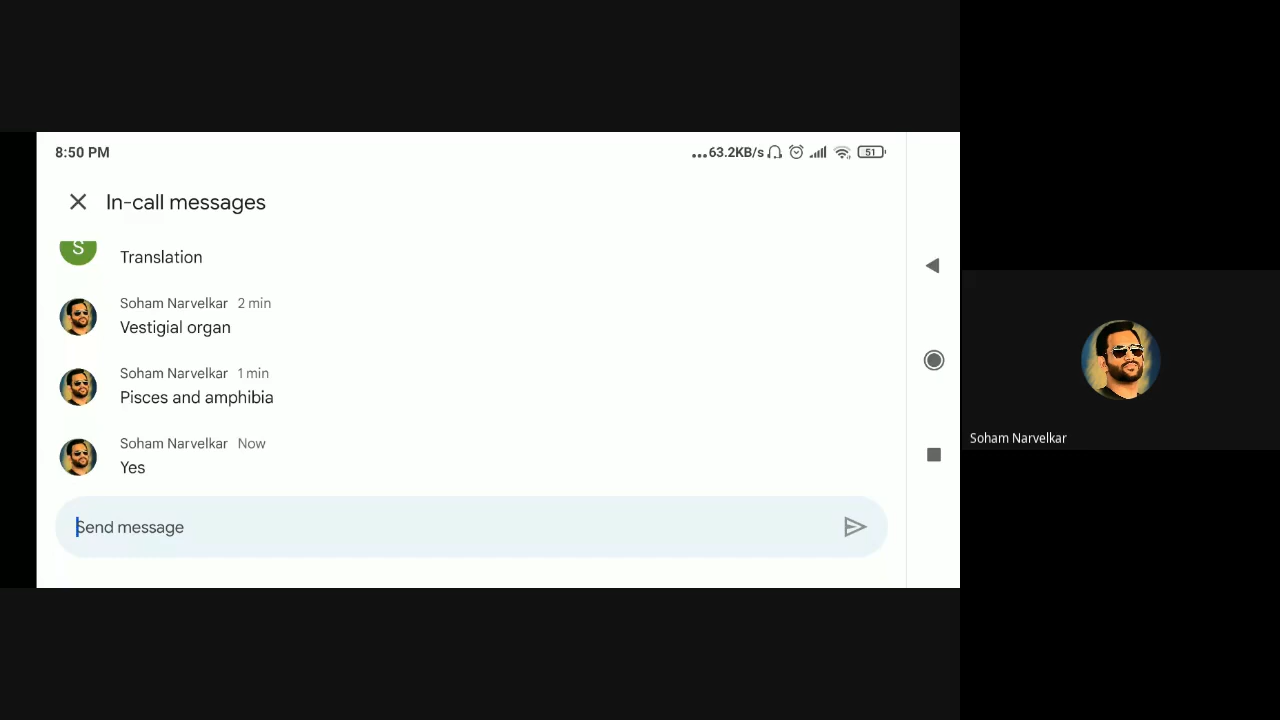 8:50 PM
...63.2KB/s
51
In-call messages
S
Translation
Soham Narvelkar 2 min
Vestigial organ
Soham Narvelkar 1 min
Pisces and amphibia
Soham Narvelkar Now
Yes
Send message
Soham Narvelkar